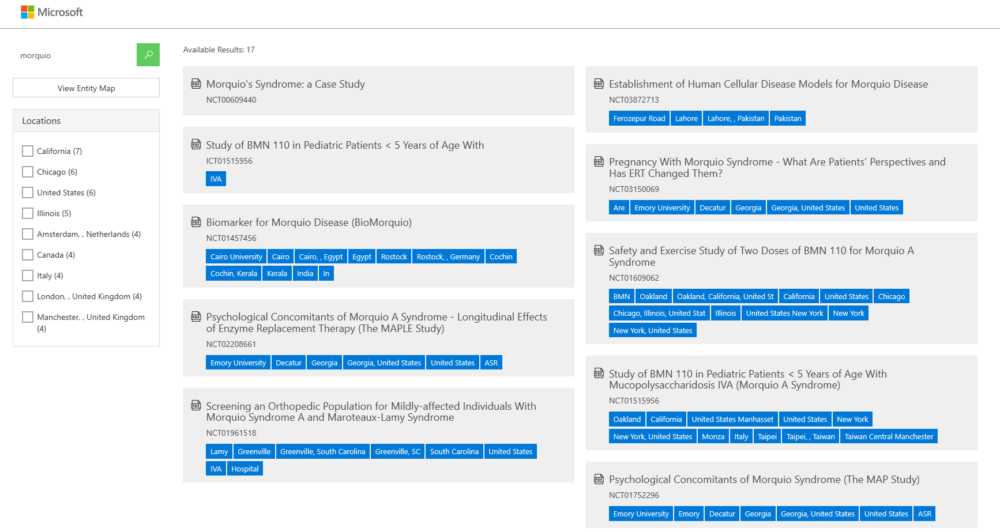 Microsoft
morquio
View Entity Map
Locations
California (7)
Chicago (6)
United States (6)
Illinois (5)
Amsterdam, , Netherlands (4)
Canada (4)
Italy (4)
London, , United Kingdom (4)
Manchester, , United Kingdom
(4)
Available Results: 17
PDF Morquio's Syndrome: a Case Study
NCT00609440
PDF Study of BMN 110 in Pediatric Patients < 5 Years of Age With
ICT01515956
IVA
PDF Biomarker for Morquio Disease (BioMorquio)
NCT01457456
Cairo University Cairo Cairo, , Egypt Egypt Rostock Rostock, , Germany Cochin
Cochin, Kerala Kerala India In
PDF Psychological Concomitants of Morquio A Syndrome - Longitudinal Effects
of Enzyme Replacement Therapy (The MAPLE Study)
NCT02208661
Emory University Decatur Georgia Georgia, United States United States ASR
PDF Screening an Orthopedic Population for Mildly-affected Individuals With
Morquio Syndrome A and Maroteaux-Lamy Syndrome
NCT01961518
Lamy Greenville Greenville, South Carolina Greenville, SC South Carolina United States
IVA Hospital
PDF Establishment of Human Cellular Disease Models for Morquio Disease
NCT03872713
Ferozepur Road Lahore Lahore, , Pakistan Pakistan
PDF Pregnancy With Morquio Syndrome - What Are Patients' Perspectives and
Has ERT Changed Them?
NCT03150069
Are Emory University Decatur Georgia Georgia, United States United States
PDF Safety and Exercise Study of Two Doses of BMN 110 for Morquio A
Syndrome
NCT01609062
BMN Oakland Oakland, California, United St California United States Chicago
Chicago, Illinois, United Stat Illinois United States New York New York
New York, United States
PDF Study of BMN 110 in Pediatric Patients < 5 Years of Age With
Mucopolysaccharidosis IVA (Morquio A Syndrome)
NCT01515956
Oakland California United States Manhasset United States New York
New York, United States Monza Italy Taipei Taipei, , Taiwan Taiwan Central Manchester
PDF Psychological Concomitants of Morquio Syndrome (The MAP Study)
NCT01752296
Emory University Emory Decatur Georgia Georgia, United States United States ASR